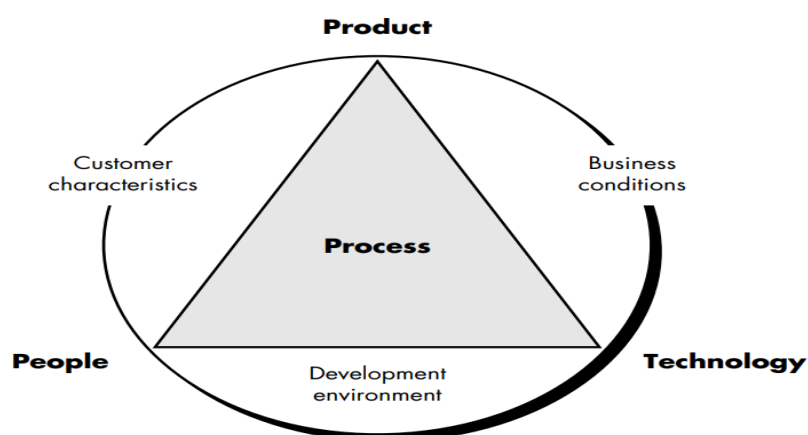 Product
Customer
characteristics
Business
conditions
Process
People
Technology
Development
environment